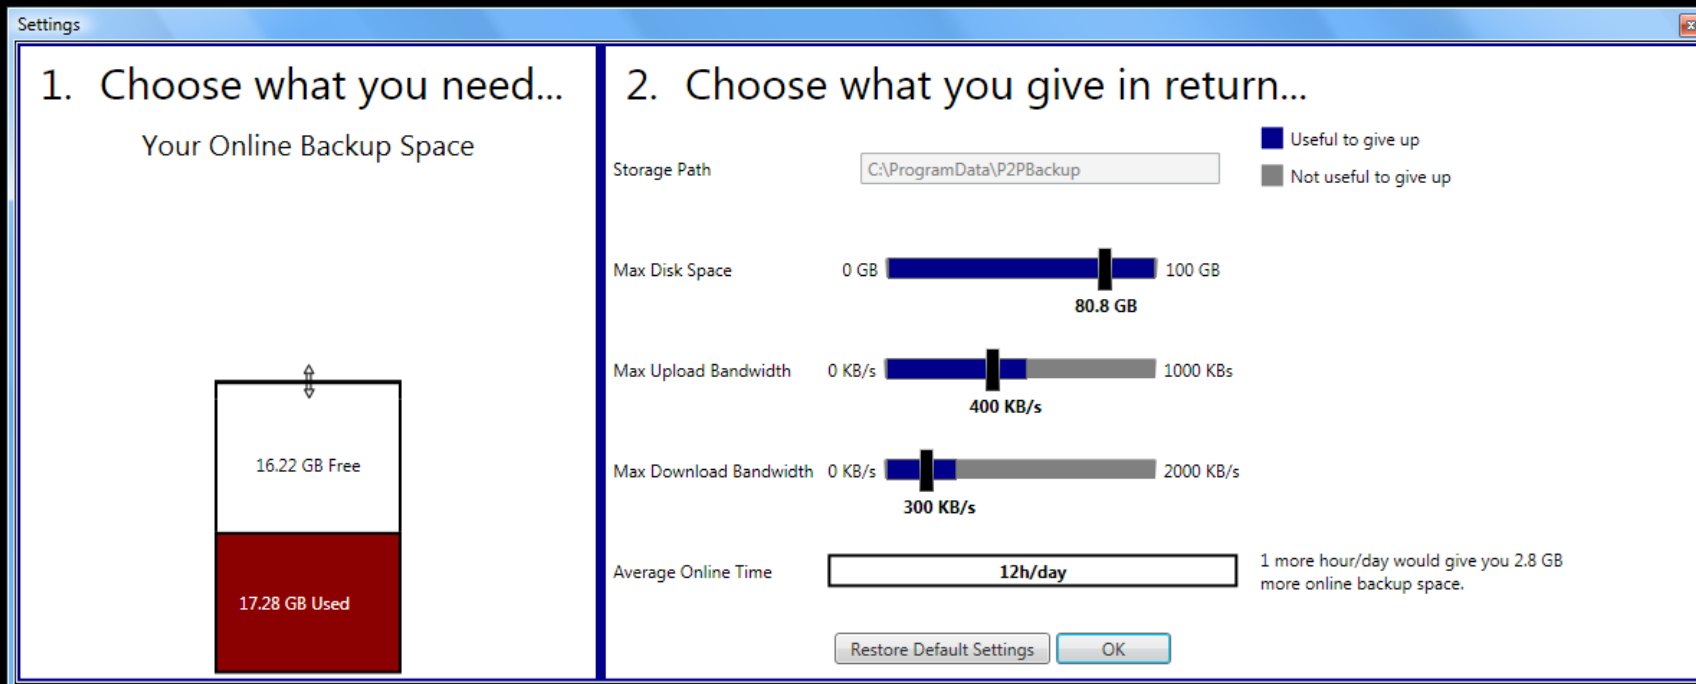 Settings
1. Choose what you need...
Your Online Backup Space
16.22 GB Free
17.28 GB Used
2. Choose what you give in return...
Useful to give up
Storage Path C:\ProgramData\P2PBackup
Not useful to give up
Max Disk Space 0 GB 100 GB
80.8 GB
Max Upload Bandwidth 0 KB/s 1000 KBs
400 KB/s
Max Download Bandwidth 0 KB/s 2000 KB/s
300 KB/s
Average Online Time 12h/day
1 more hour/day would give you 2.8 GB
more online backup space.
Restore Default Settings OK